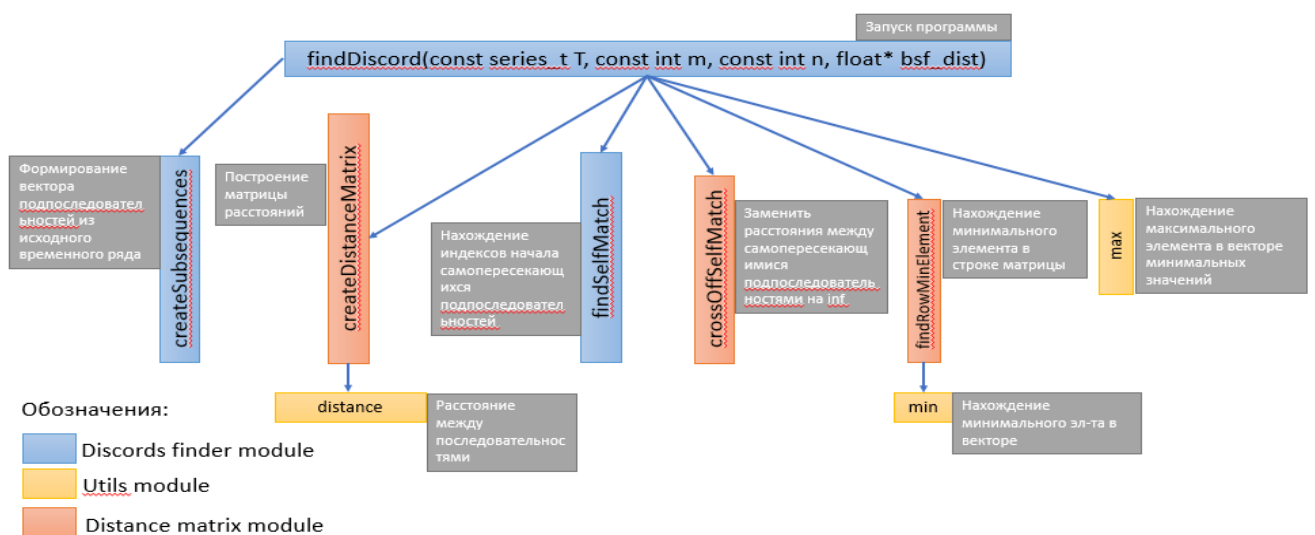 Запуск программы
findDiscord(const series_t T, const int m, const int n, float* bsf_dist)
Формирование
вектора
подпоследовател
ьностей из
исходного
временного ряда
createSubsequences
Построение
матрицы
расстояний
createDistanceMatrix
Нахождение
индексов начала
самопересекающ
ихся
подпоследовател
ьностей
findSelfMatch
crossOffSelfMatch
Заменить
расстояния между
самопересекающ
имися
подпоследователь
ностями на inf
findRowMinElement
Нахождение
минимального
элемента в
строке матрицы
max
Нахождение
максимального
элемента в векторе
минимальных
значений
distance
Расстояние
между
последовательнос
тями
min
Нахождение
минимального эл-та в
векторе
Обозначения:
Discords finder module
Utils module
Distance matrix module